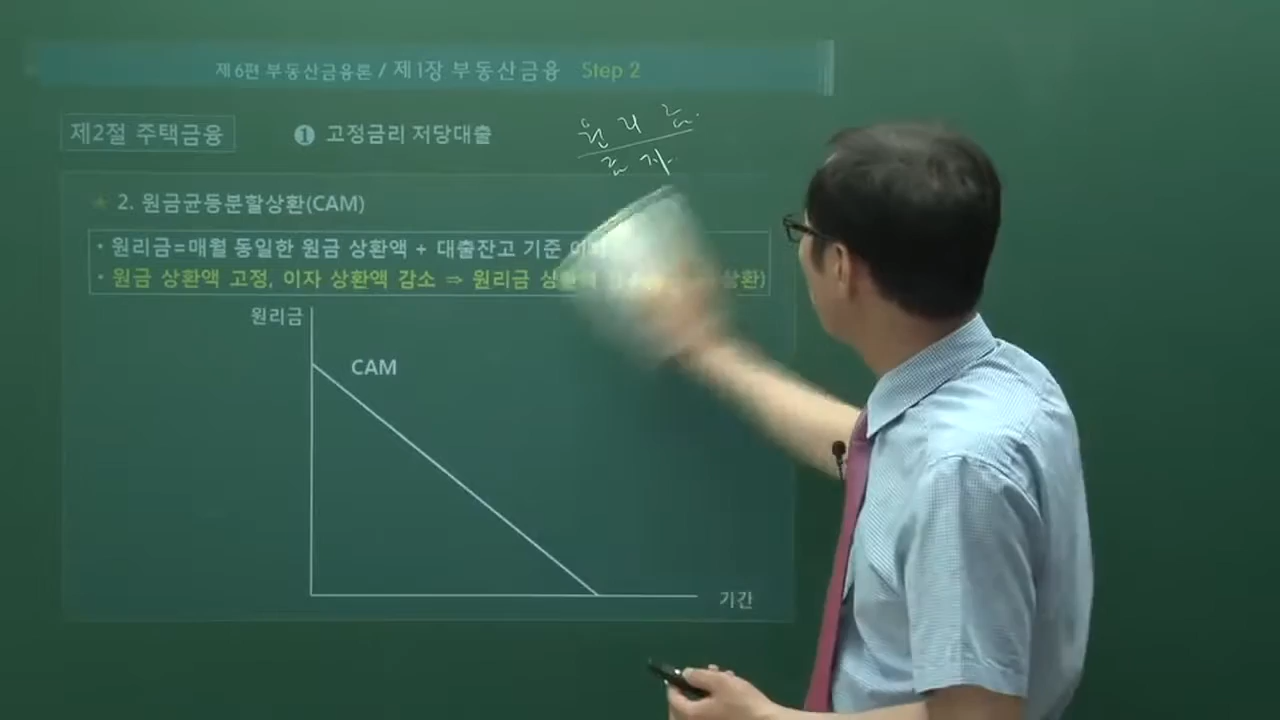 제6편 부동산금융론 / 제1장 부동산금융 Step 2
제2절 주택금융
❶ 고정금리 저당대출
원리금
2. 원금균등분할상환(CAM)
• 원리금=매월 동일한 원금 상환액 + 대출잔고 기준
• 원금 상환액 고정, 이자 상환액 감소 ⇒ 원리금 상환)
원리금
CAM
기간